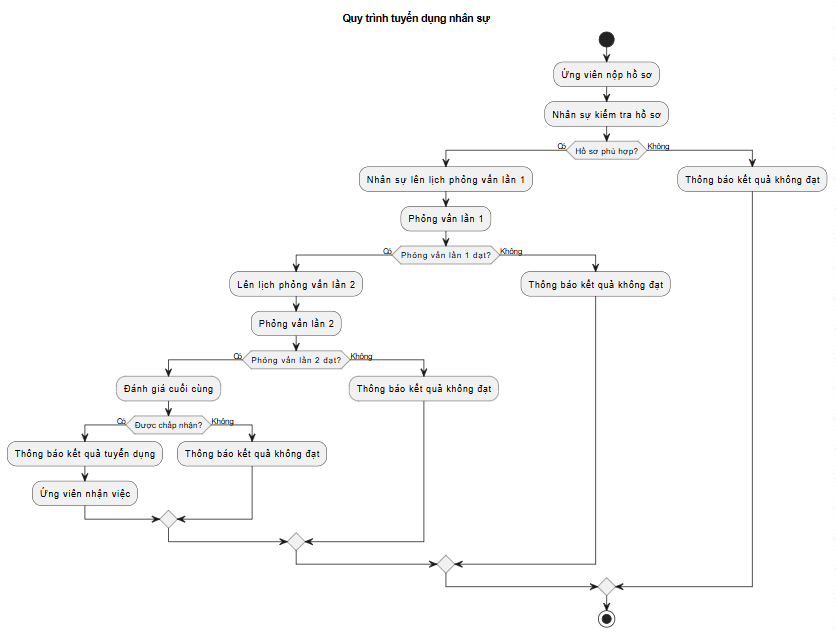 Quy trình tuyển dụng nhân sự
Ứng viên nộp hồ sơ
Nhân sự kiểm tra hồ sơ
Có
Hồ sơ phù hợp?
Không
Nhân sự lên lịch phỏng vấn lần 1
Thông báo kết quả không đạt
Phỏng vấn lần 1
Có
Phỏng vấn lần 1 đạt?
Không
Lên lịch phỏng vấn lần 2
Thông báo kết quả không đạt
Phỏng vấn lần 2
Có
Phỏng vấn lần 2 đạt?
Không
Đánh giá cuối cùng
Thông báo kết quả không đạt
Có
Được chấp nhận?
Không
Thông báo kết quả tuyển dụng
Thông báo kết quả không đạt
Ứng viên nhận việc